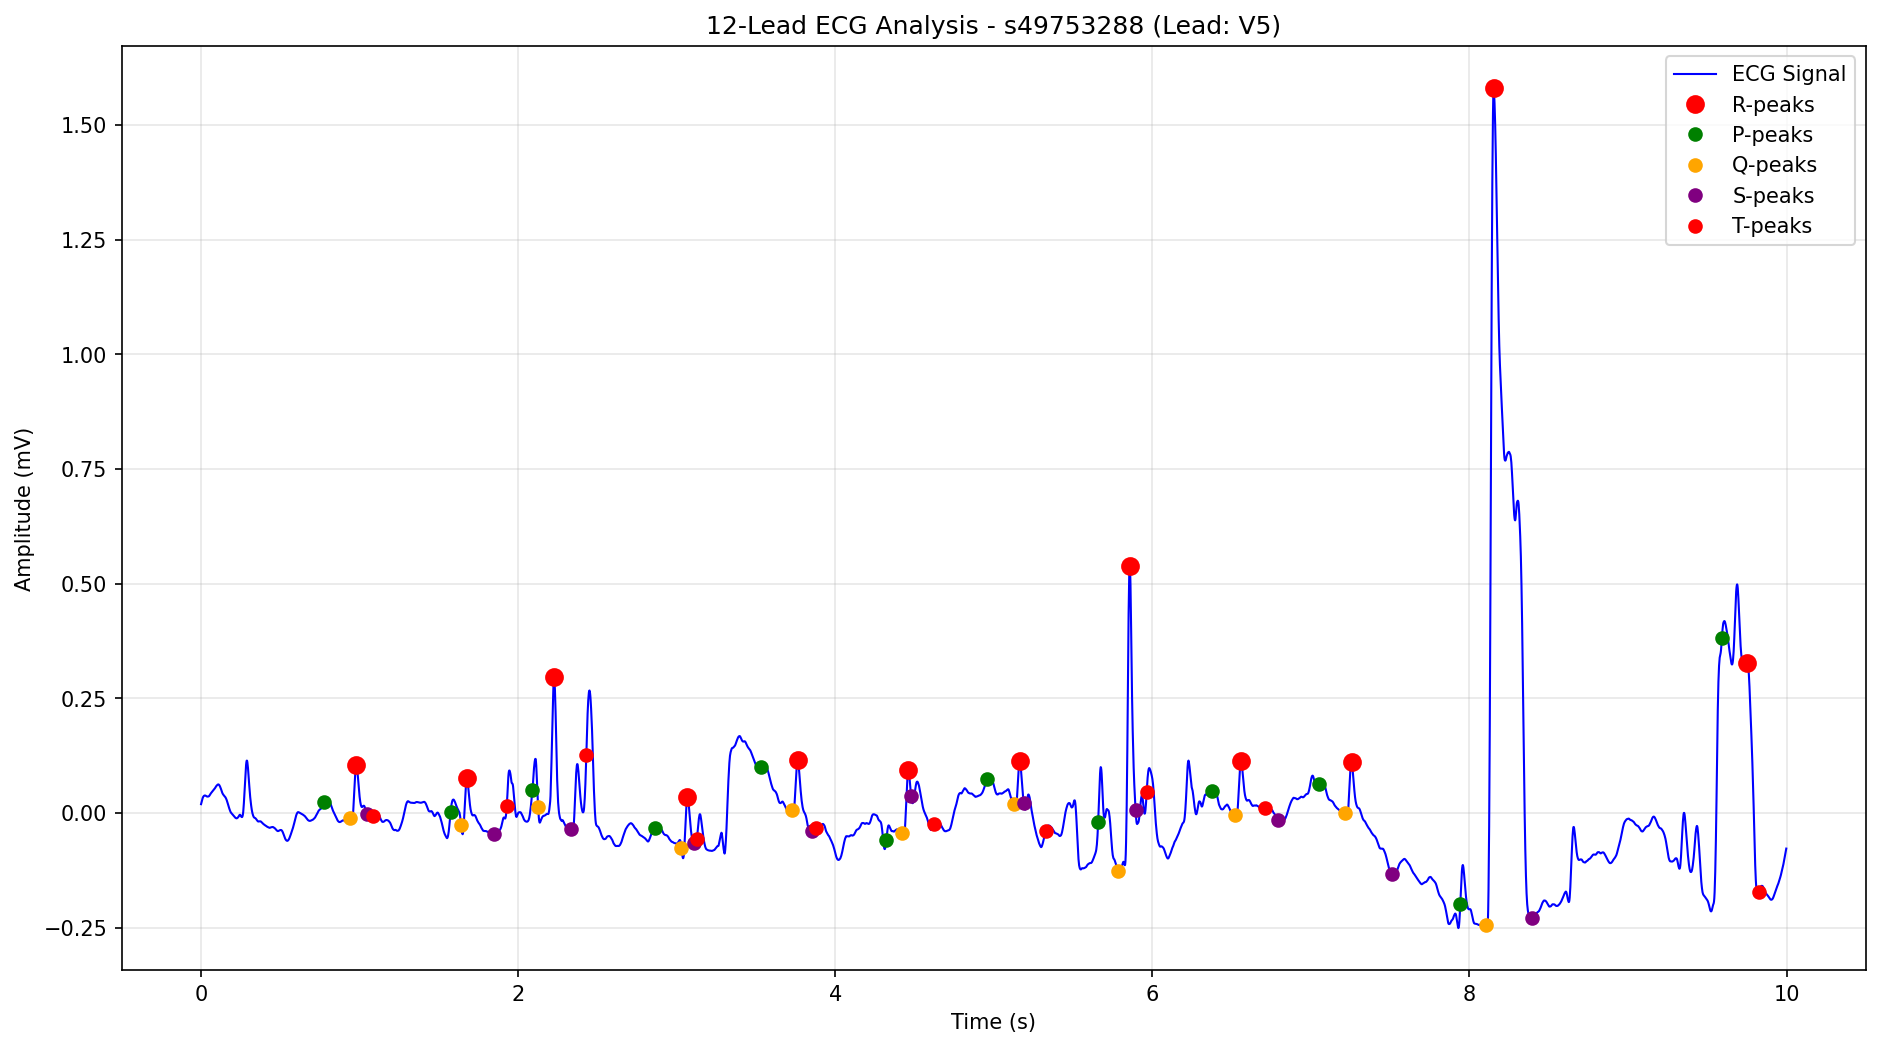 12-Lead ECG Analysis - s49753288 (Lead: V5)
ECG Signal
R-peaks
P-peaks
Q-peaks
S-peaks
T-peaks
Amplitude (mV)
1.50
1.25
1.00
0.75
0.50
0.25
0.00
−0.25
0 2 4 6 8 10
Time (s)